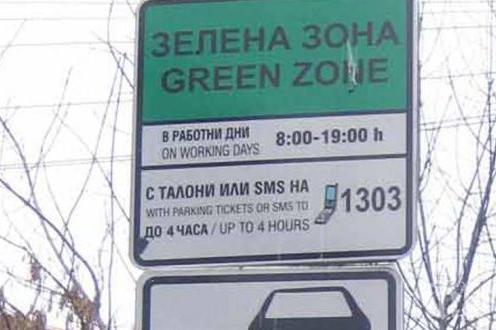 ЗЕЛЕНА ЗОНА
GREEN ZONE
В РАБОТНИ ДНИ
ON WORKING DAYS 8:00-19:00 h
С ТАЛОНИ ИЛИ SMS НА
WITH PARKING TICKETS OR SMS TO 1303
ДО 4 ЧАСА / UP TO 4 HOURS